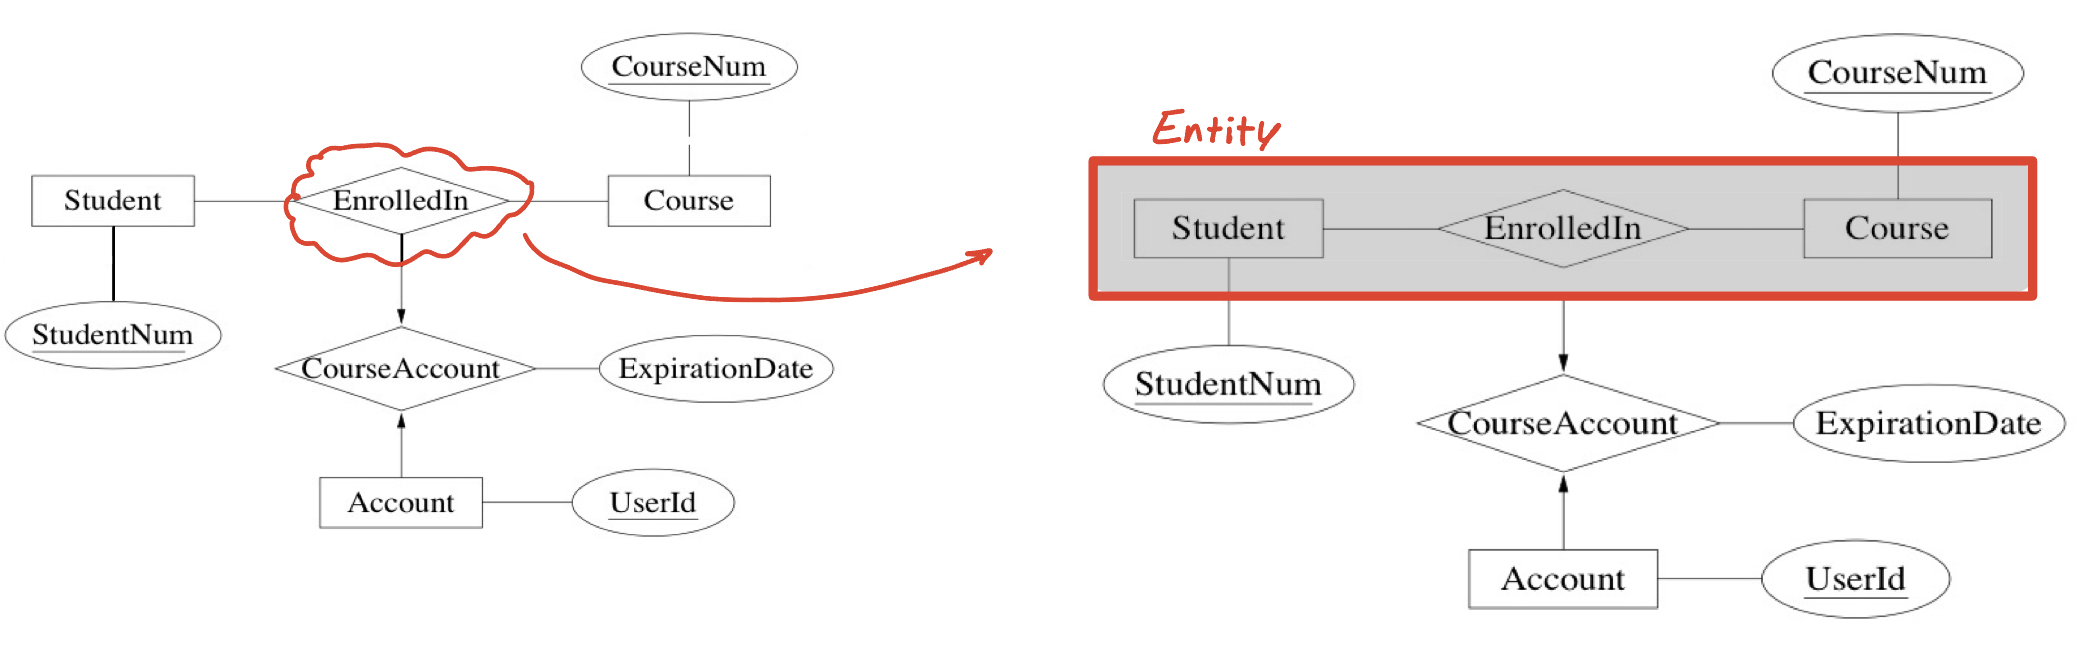 CourseNum
Student
EnrolledIn
Course
StudentNum
CourseAccount
ExpirationDate
Account
UserId
CourseNum
Entity
Student
EnrolledIn
Course
StudentNum
CourseAccount
ExpirationDate
Account
UserId